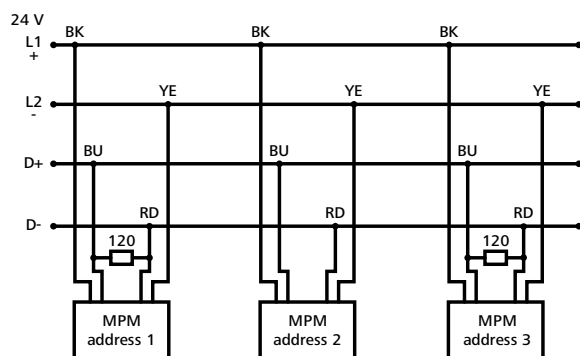 24 V
L1
+
BK
BK
BK
L2
-
YE
YE
YE
D+
BU
BU
BU
D-
RD
RD
RD
120
120
MPM
address 1
MPM
address 2
MPM
address 3